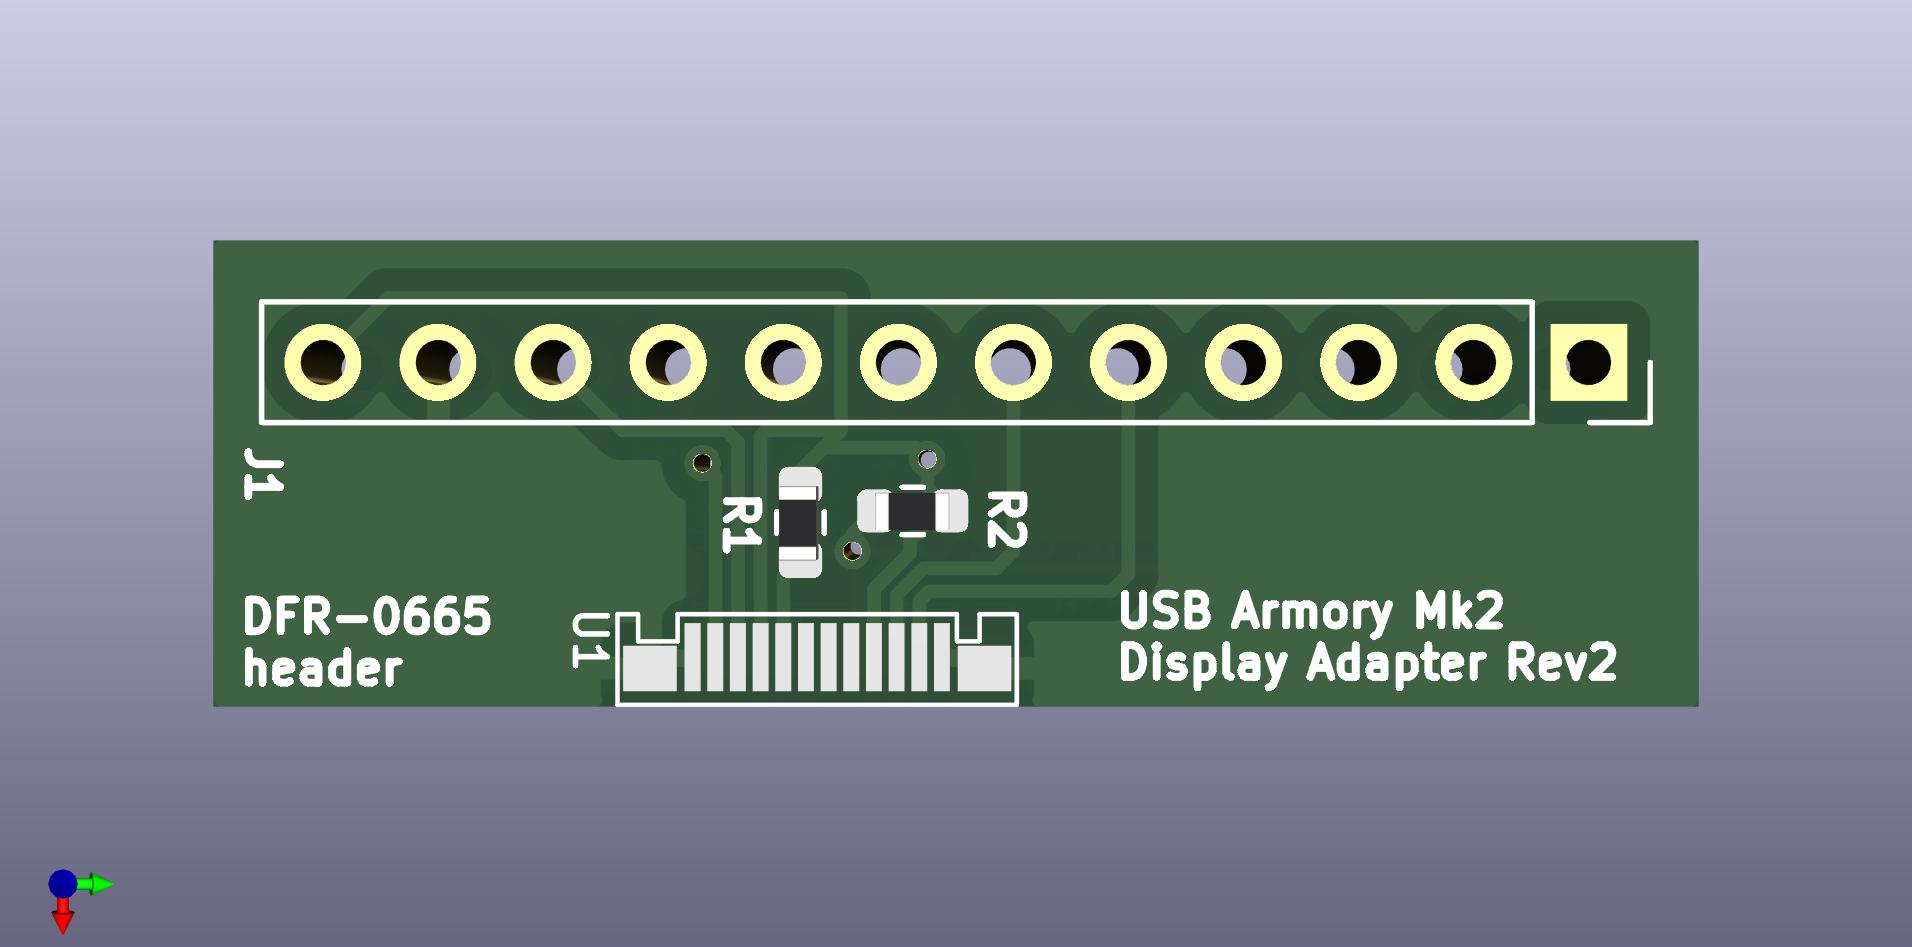 J1
R1
R2
DFR-0665
header
U1
USB Armory Mk2
Display Adapter Rev2